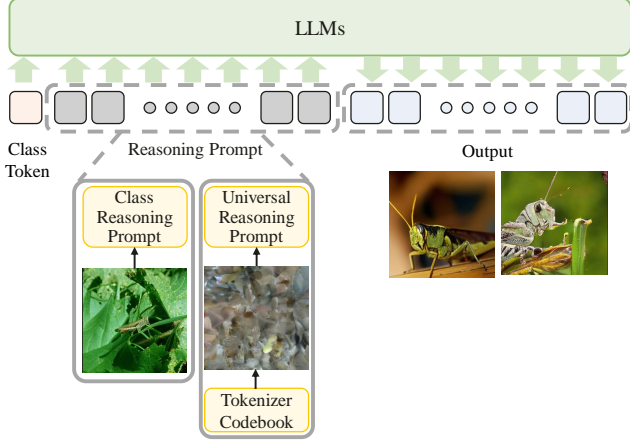 LLMs
Class
Token
Reasoning Prompt
Output
Class
Reasoning
Prompt
Universal
Reasoning
Prompt
Tokenizer
Codebook